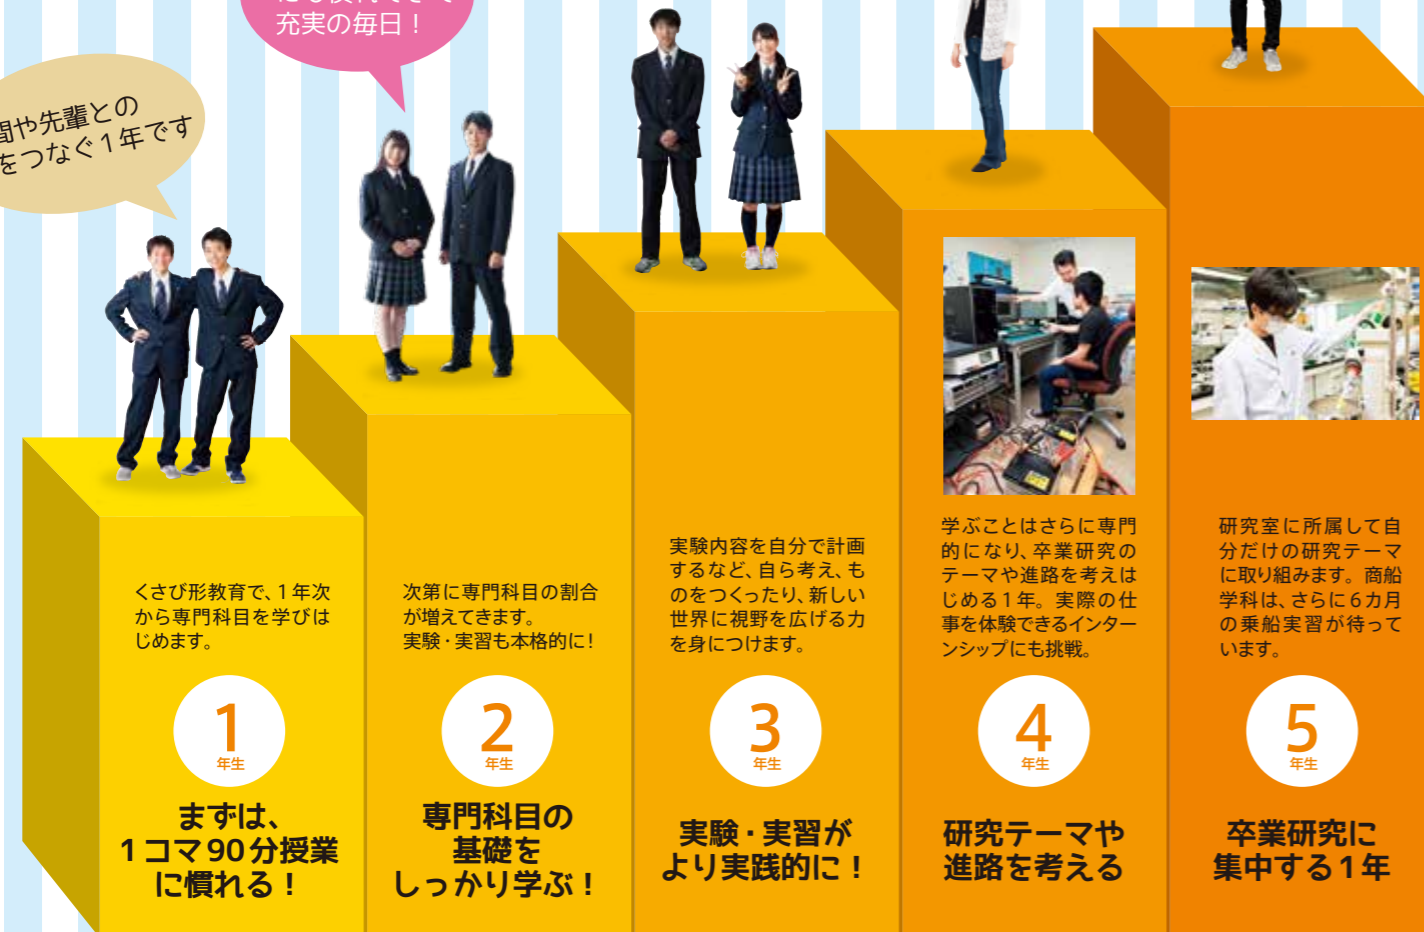 充実の毎日！
間や先輩との
をつなぐ1年です
くさび形教育で、1年次
から専門科目を学びは
じめます。
1
年生
まずは、
1コマ90分授業
に慣れる！
次第に専門科目の割合
が増えてきます。
実験・実習も本格的に！
2
年生
専門科目の
基礎を
しっかり学ぶ！
実験内容を自分で計画
するなど、自ら考え、も
のをつくったり、新しい
世界に視野を広げる力
を身につけます。
3
年生
実験・実習が
より実践的に！
学ぶことはさらに専門
的になり、卒業研究の
テーマや進路を考えは
じめる1年。実際の仕
事を体験できるインター
ンシップにも挑戦。
4
年生
研究テーマや
進路を考える
研究室に所属して自
分だけの研究テーマ
に取り組みます。商船
学科は、さらに6カ月
の乗船実習が待って
います。
5
年生
卒業研究に
集中する1年